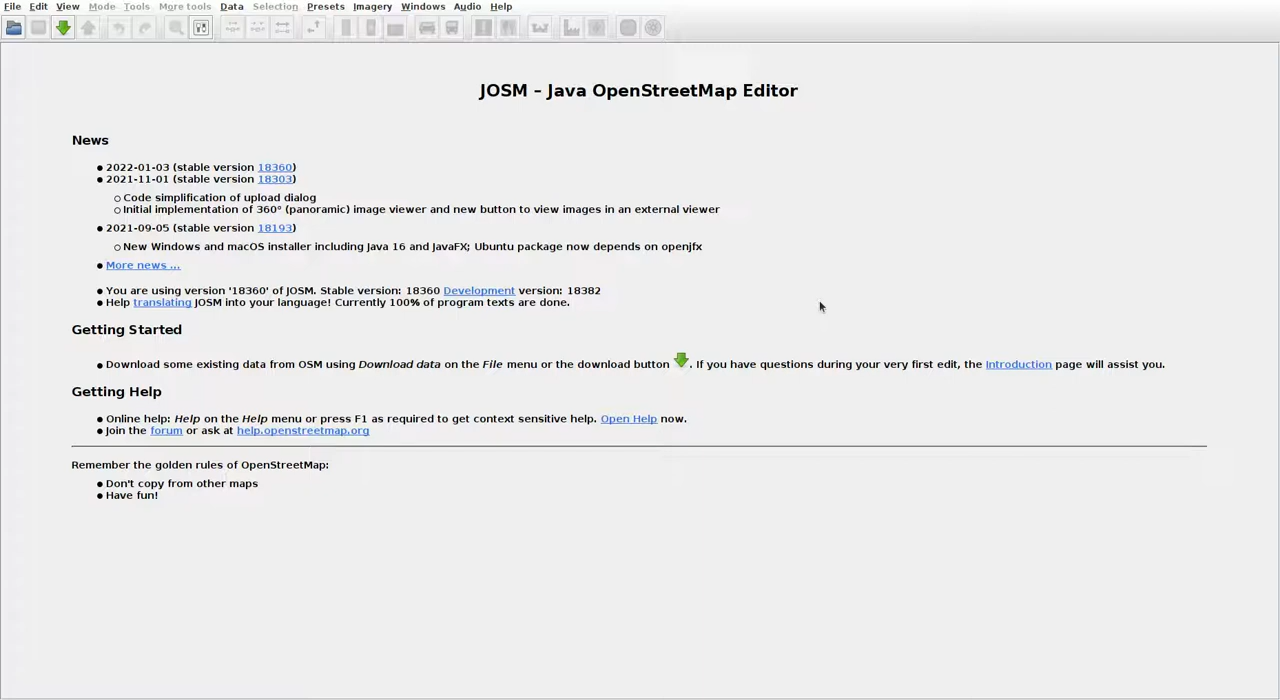 File Edit View Mode Tools More tools Data Selection Presets Imagery Windows Audio Help
JOSM – Java OpenStreetMap Editor
News
2022-01-03 (stable version 18360)
2021-11-01 (stable version 18303)
Code simplification of upload dialog
Initial implementation of 360° (panoramic) image viewer and new button to view images in an external viewer
2021-09-05 (stable version 18193)
New Windows and macOS installer including Java 16 and JavaFX; Ubuntu package now depends on openjfx
More news ...
You are using version '18360' of JOSM. Stable version: 18360 Development version: 18382
Help translating JOSM into your language! Currently 100% of program texts are done.
Getting Started
Download some existing data from OSM using Download data on the File menu or the download button . If you have questions during your very first edit, the Introduction page will assist you.
Getting Help
Online help: Help on the Help menu or press F1 as required to get context sensitive help. Open Help now.
Join the forum or ask at help.openstreetmap.org
Remember the golden rules of OpenStreetMap:
Don't copy from other maps
Have fun!